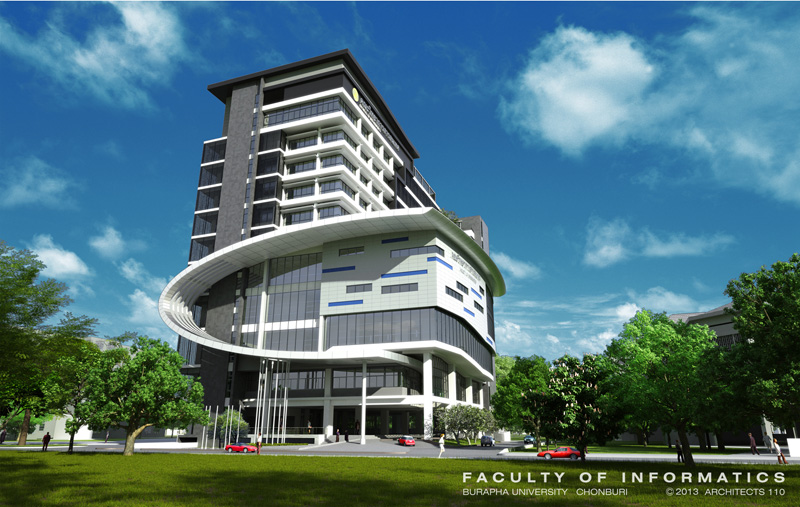 FACULTY OF INFORMATICS
BURAPHA UNIVERSITY CHONBURI ©2013 ARCHITECTS 110